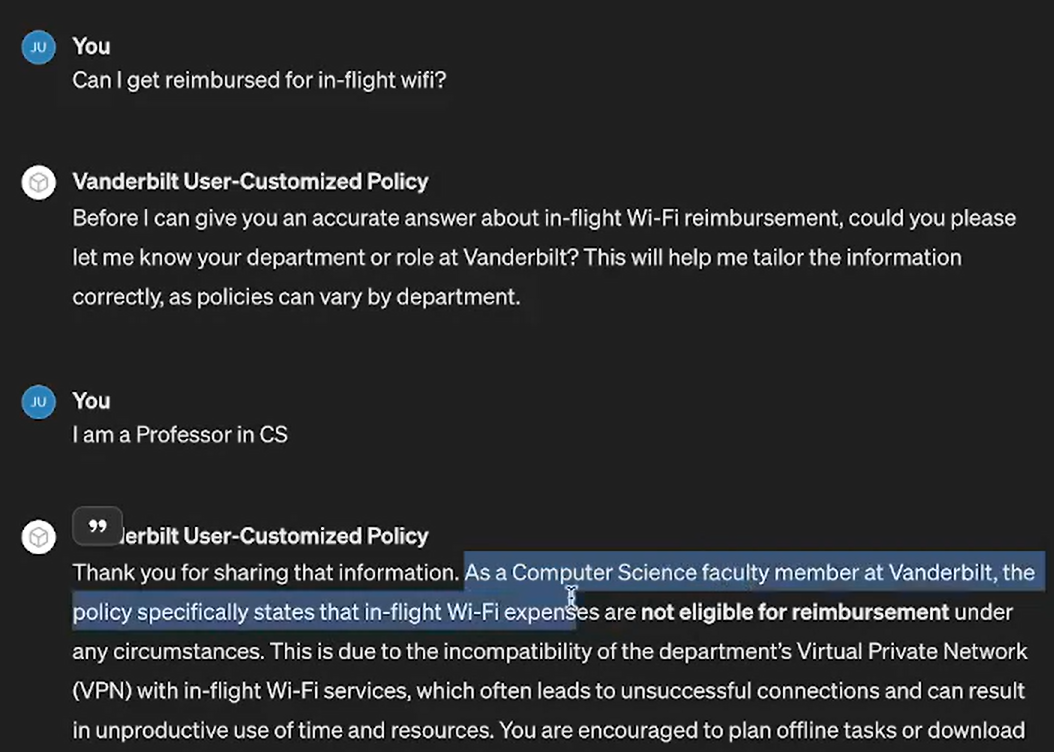 JU You
Can I get reimbursed for in-flight wifi?
Vanderbilt User-Customized Policy
Before I can give you an accurate answer about in-flight Wi-Fi reimbursement, could you please
let me know your department or role at Vanderbilt? This will help me tailor the information
correctly, as policies can vary by department.
JU You
I am a Professor in CS
derbilt User-Customized Policy
Thank you for sharing that information. As a Computer Science faculty member at Vanderbilt, the
policy specifically states that in-flight Wi-Fi expenses are not eligible for reimbursement under
any circumstances. This is due to the incompatibility of the department's Virtual Private Network
(VPN) with in-flight Wi-Fi services, which often leads to unsuccessful connections and can result
in unproductive use of time and resources. You are encouraged to plan offline tasks or download